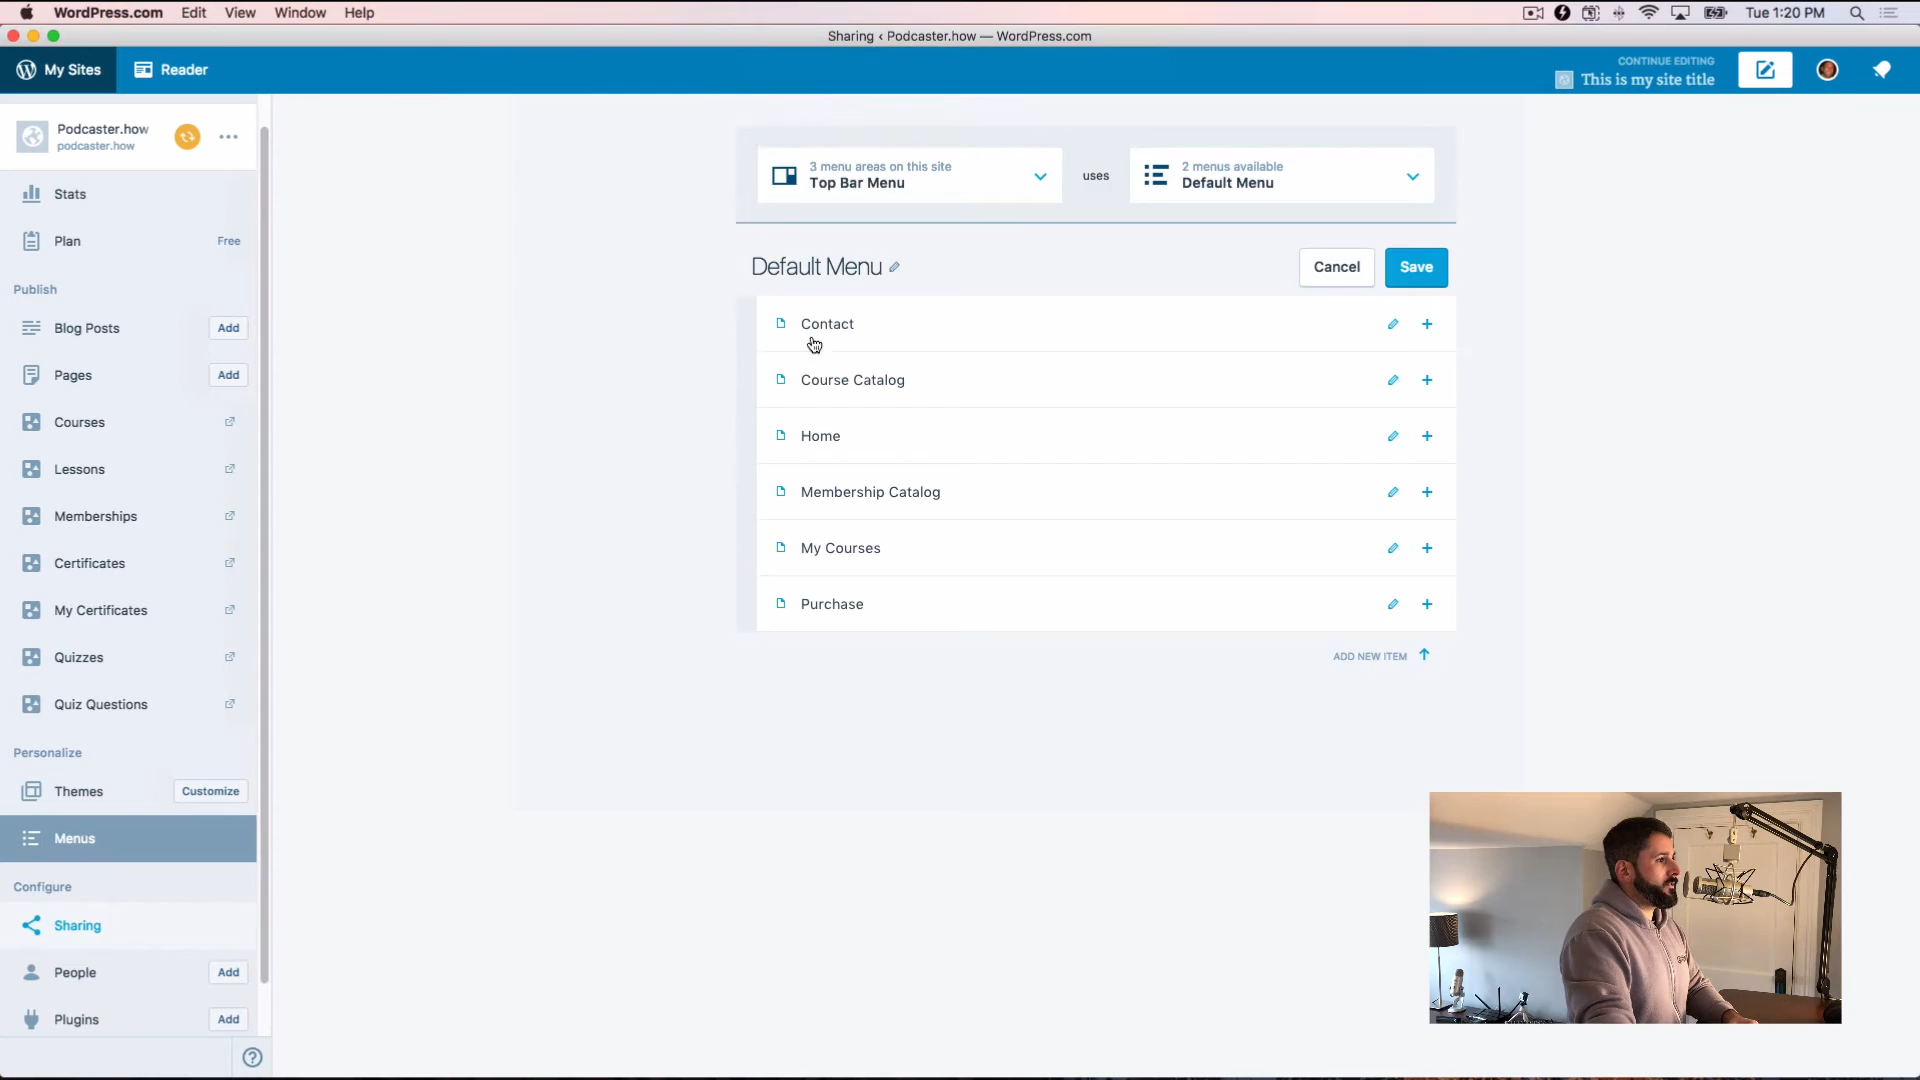 WordPress.com Edit View Window Help
Tue 1:20 PM
Sharing ‹ Podcaster.how — WordPress.com
My Sites
Reader
CONTINUE EDITING
This is my site title
Podcaster.how
podcaster.how
Stats
Plan Free
Publish
Blog Posts Add
Pages Add
Courses
Lessons
Memberships
Certificates
My Certificates
Quizzes
Quiz Questions
Personalize
Themes Customize
Menus
Configure
Sharing
People Add
Plugins Add
3 menu areas on this site
Top Bar Menu
uses
2 menus available
Default Menu
Default Menu
Cancel
Save
Contact
Course Catalog
Home
Membership Catalog
My Courses
Purchase
ADD NEW ITEM